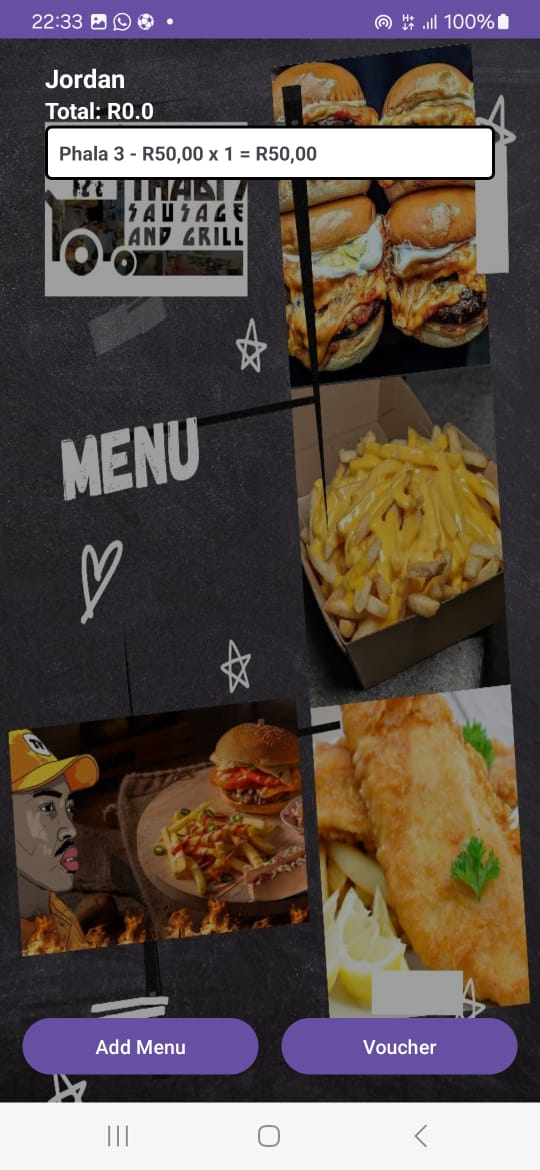 22:33
100%
Jordan
Total: R0.0
Phala 3 - R50,00 x 1 = R50,00
SAUSAGE
AND GRILL
MENU
Add Menu
Voucher